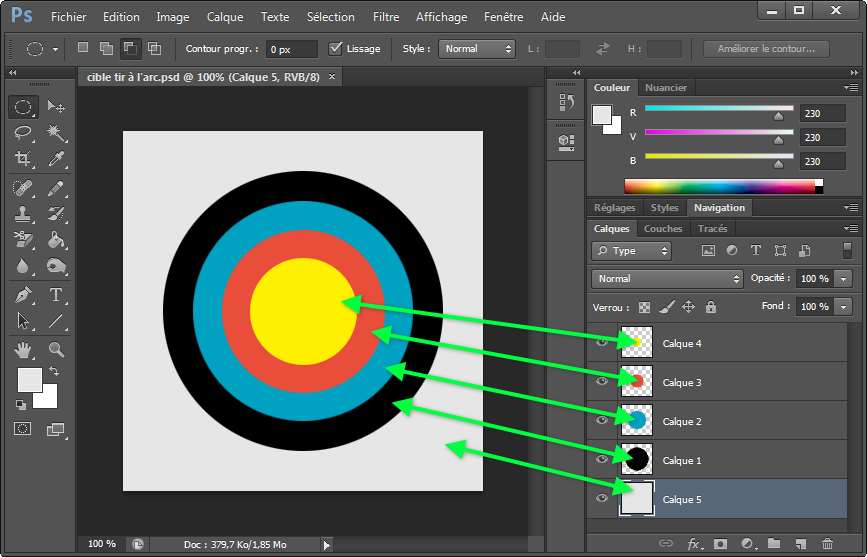 Ps Fichier Edition Image Calque Texte Sélection Filtre Affichage Fenêtre Aide
Contour progr. : 0 px Lissage Style : Normal L : H : Améliorer le contour...
cible tir à l'arc.psd @ 100% (Calque 5, RVB/8) ×
Couleur Nuancier
R 230
V 230
B 230
Réglages Styles Navigation
Calques Couches Tracés
Type T
Normal Opacité : 100 %
Verrou : Fond : 100 %
Calque 4
Calque 3
Calque 2
Calque 1
Calque 5
T
100 % Doc : 379,7 Ko/1,85 Mo
fx